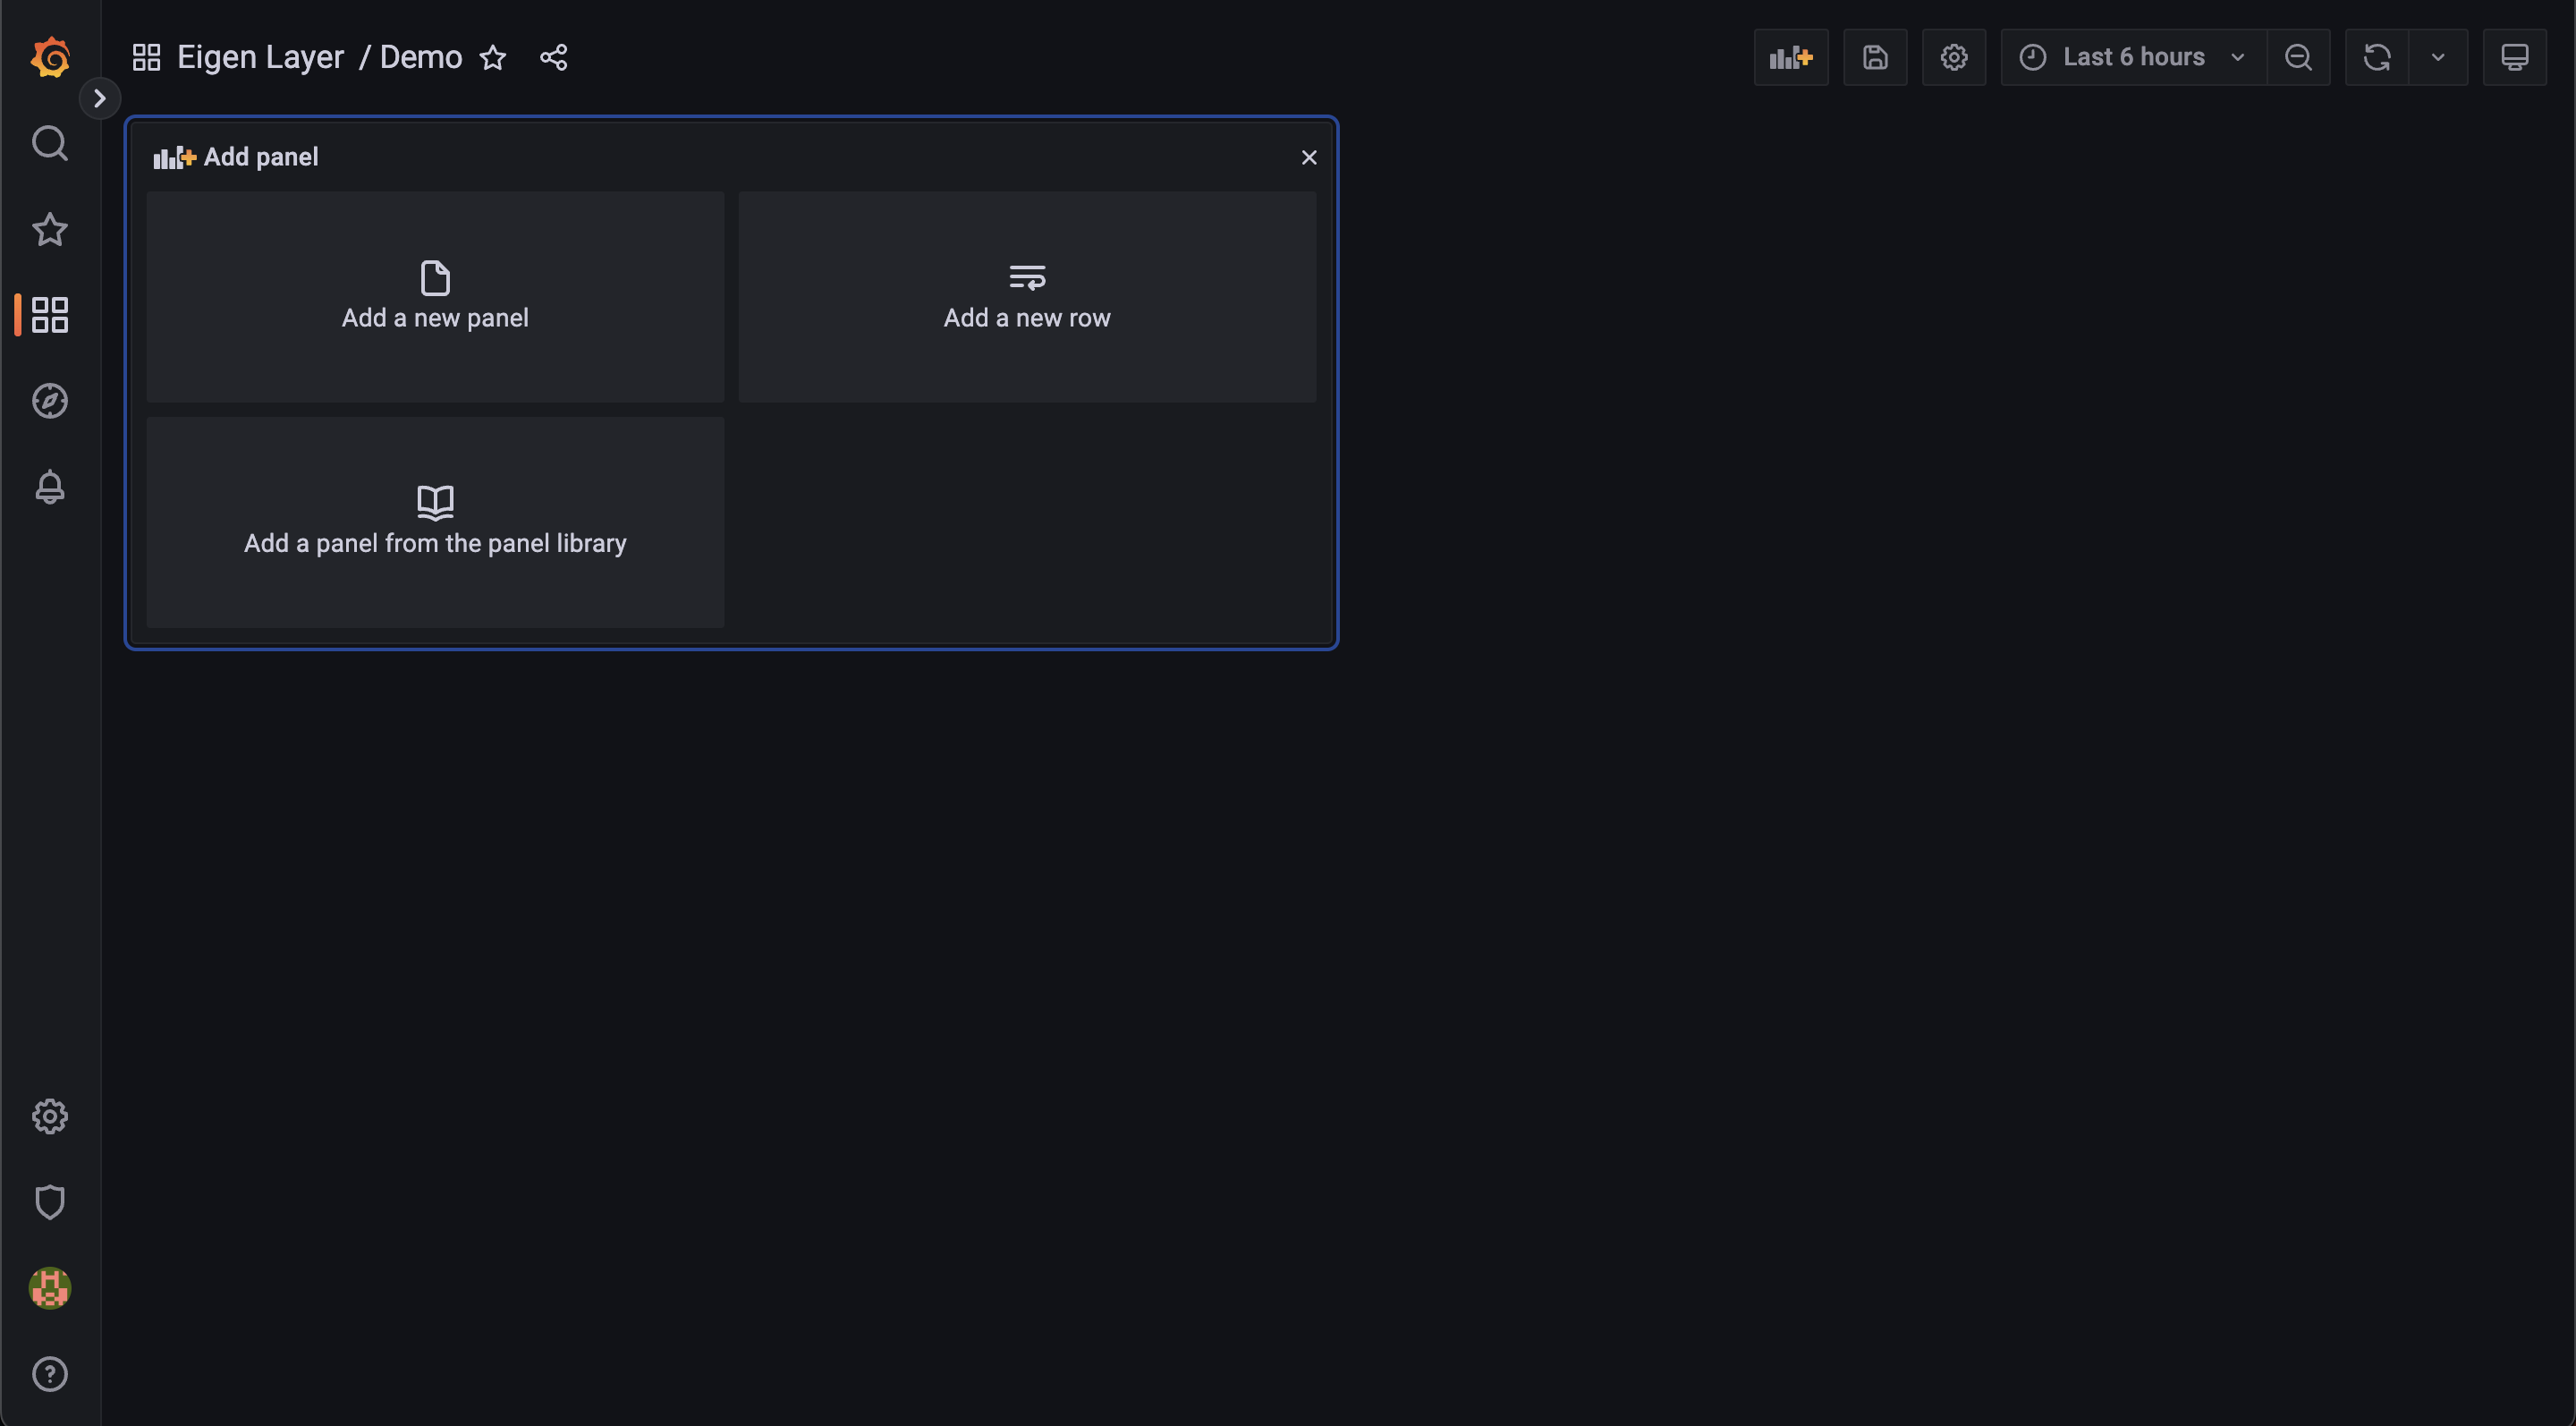 Eigen Layer / Demo
Last 6 hours
Add panel
Add a new panel
Add a new row
Add a panel from the panel library